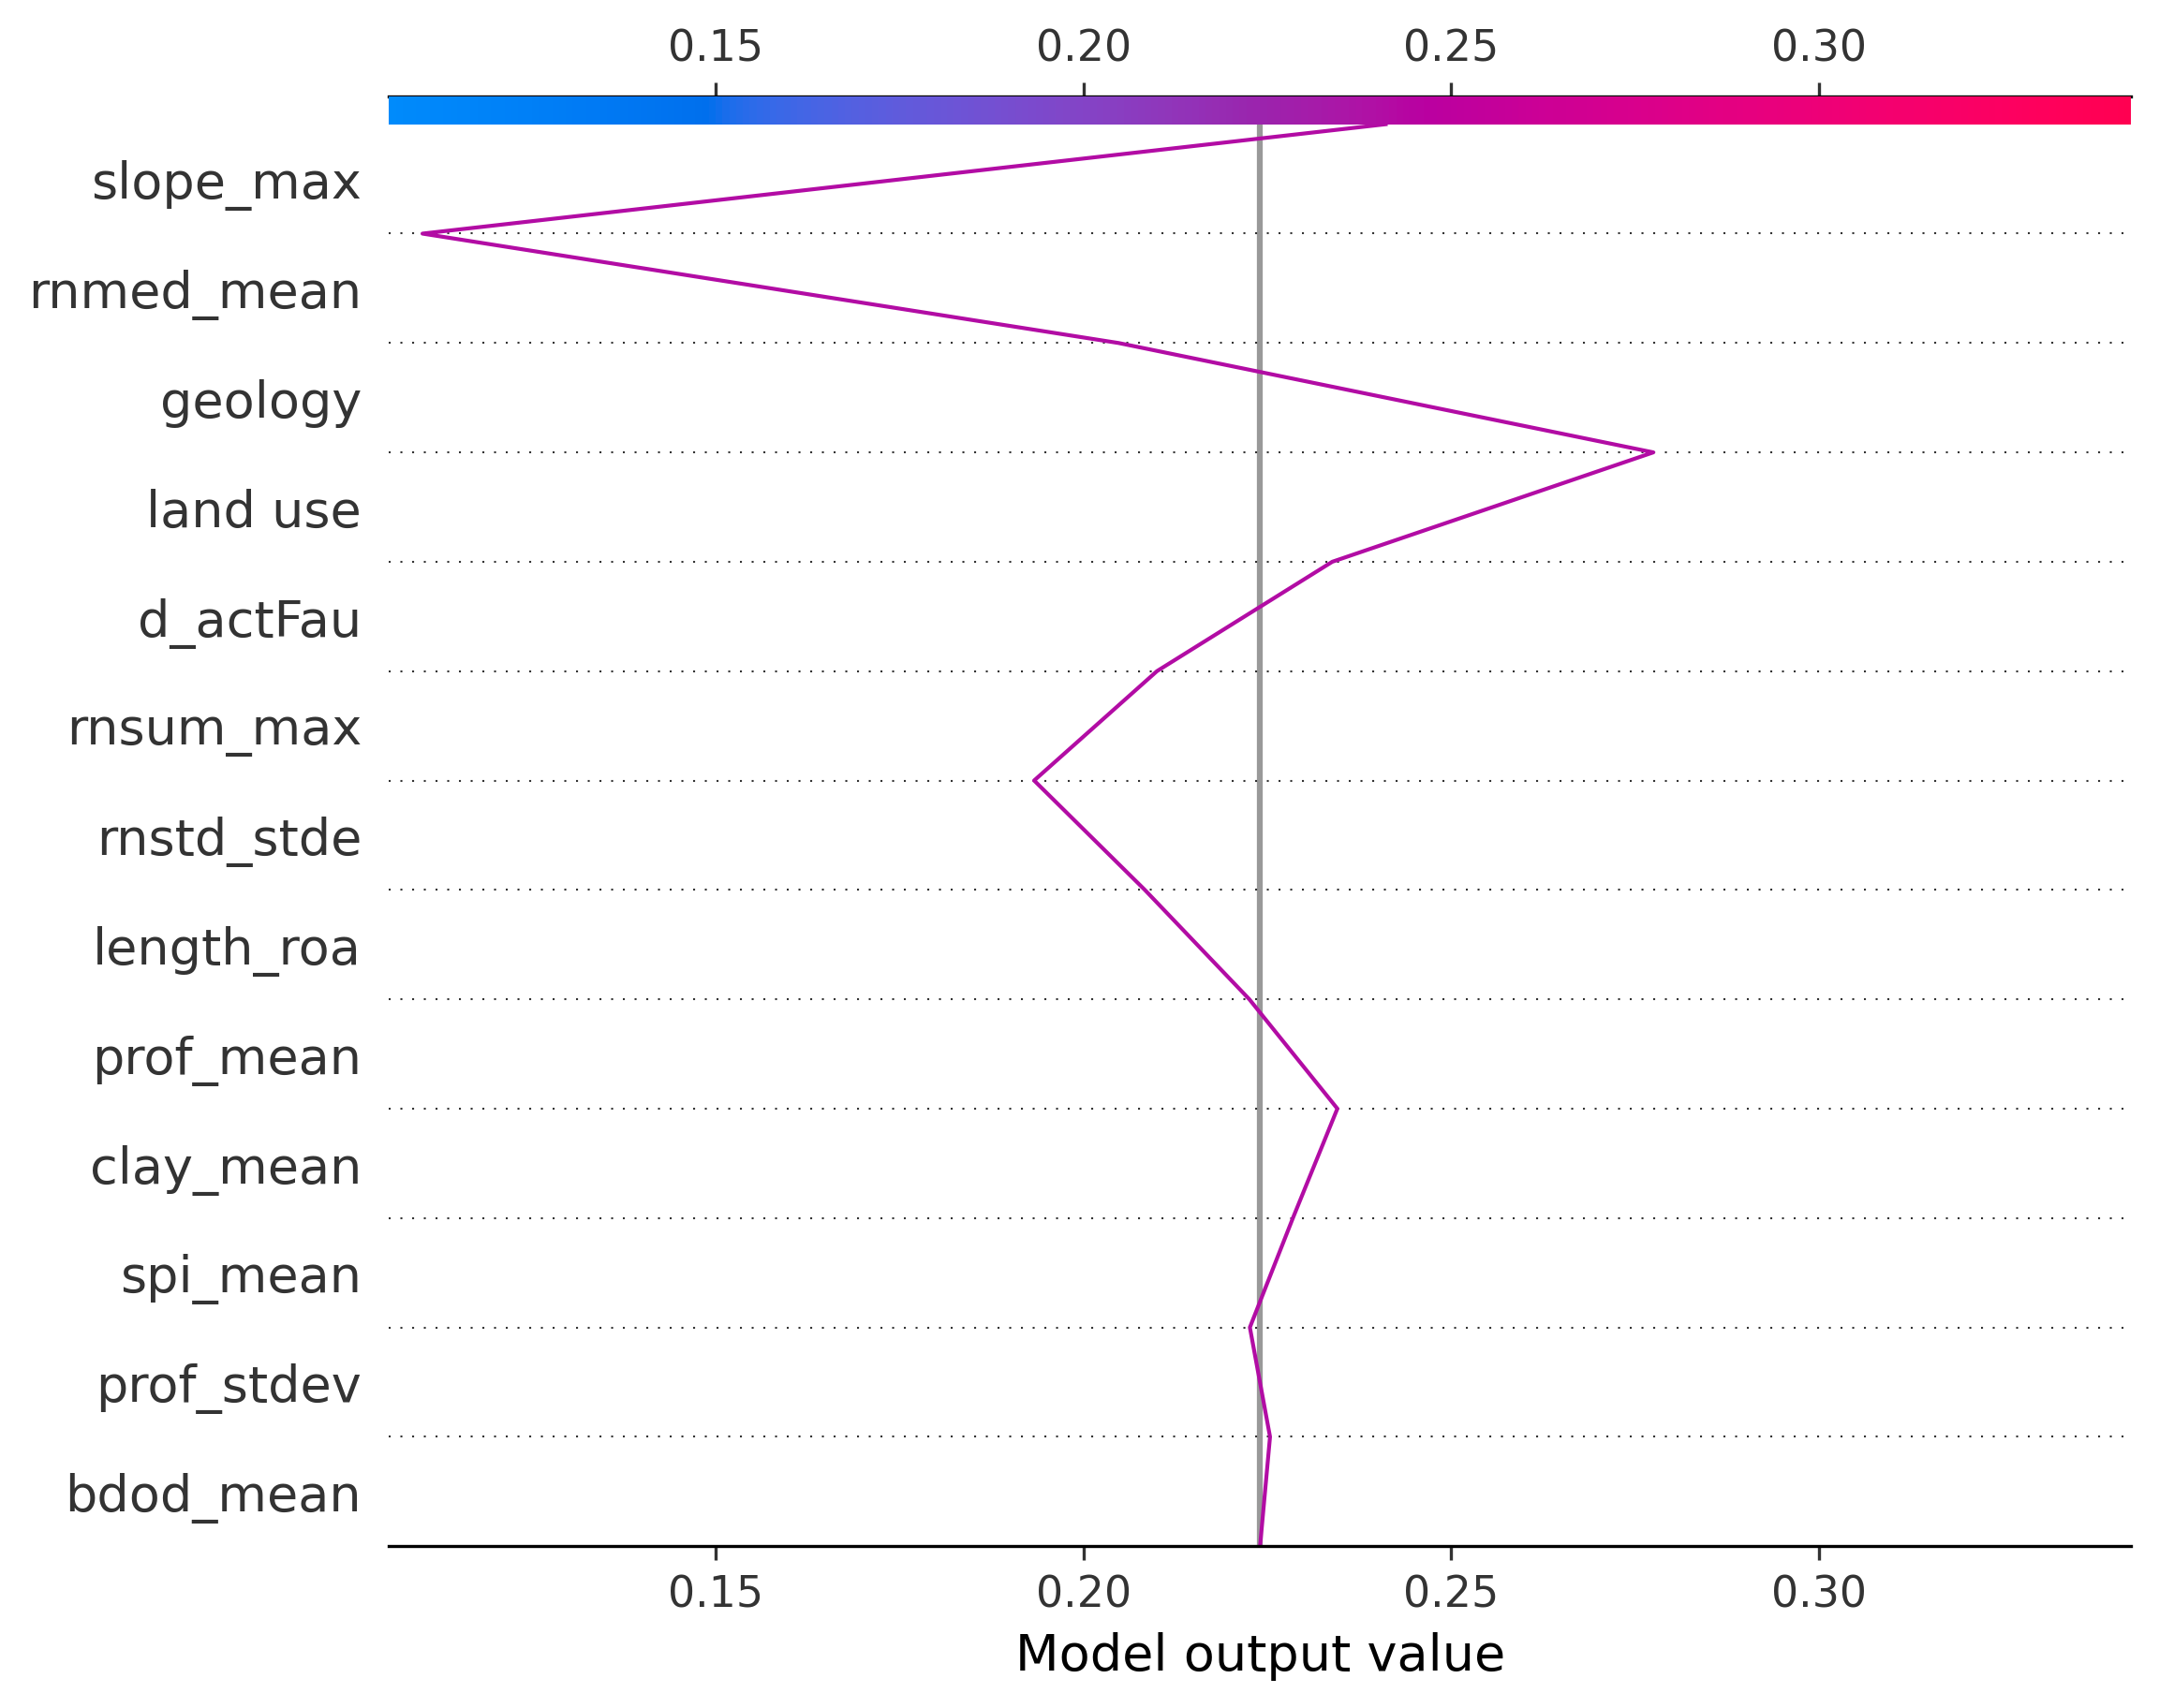 0.15 0.20 0.25 0.30
slope_max
rnmed_mean
geology
land use
d_actFau
rnsum_max
rnstd_stde
length_roa
prof_mean
clay_mean
spi_mean
prof_stdev
bdod_mean
0.15 0.20 0.25 0.30
Model output value